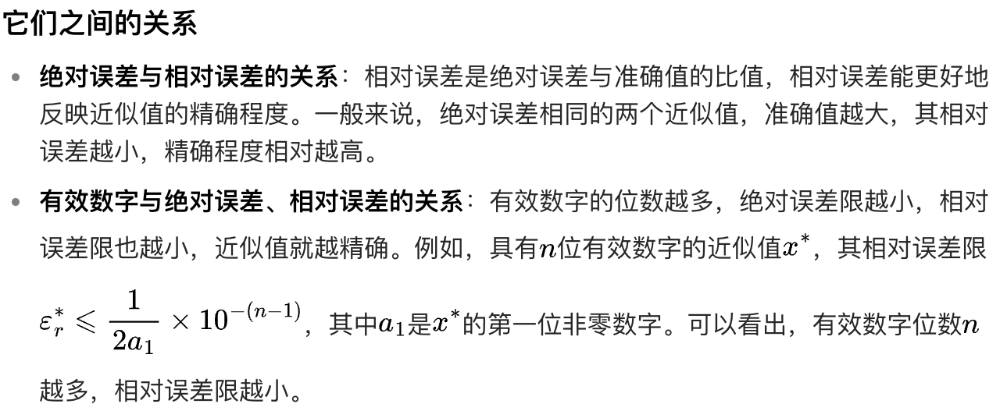 它们之间的关系
• 绝对误差与相对误差的关系：相对误差是绝对误差与准确值的比值，相对误差能更好地
反映近似值的精确程度。一般来说，绝对误差相同的两个近似值，准确值越大，其相对
误差越小，精确程度相对越高。
• 有效数字与绝对误差、相对误差的关系：有效数字的位数越多，绝对误差限越小，相对
误差限也越小，近似值就越精确。例如，具有$n$位有效数字的近似值$x^*$，其相对误差限
$\varepsilon_r^* \leqslant \frac{1}{2a_1} \times 10^{-(n-1)}$，其中$a_1$是$x^*$的第一位非零数字。可以看出，有效数字位数$n$
越多，相对误差限越小。